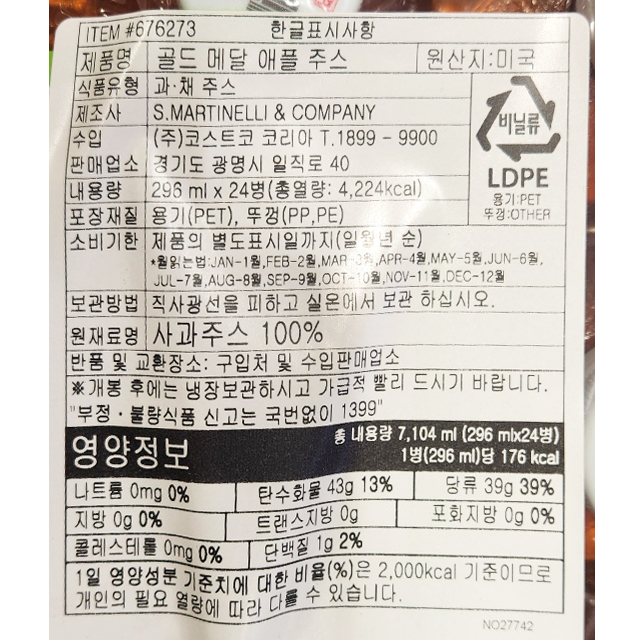 ITEM #676273 한글표시사항
제품명 골드 메달 애플 주스 원산지:미국
식품유형 과·채 주스
제조사 S.MARTINELLI & COMPANY
수입 (주)코스트코 코리아 T.1899 - 9900
판매업소 경기도 광명시 일직로 40
내용량 296 ml x 24병(총열량: 4,224kcal)
포장재질 용기(PET), 뚜껑(PP,PE)
비닐류
LDPE
용기:PET
뚜껑:OTHER
소비기한 제품의 별도표시일까지(일월년 순)
*월읽는법:JAN-1월,FEB-2월,MAR-3월,APR-4월,MAY-5월,JUN-6월,
JUL-7월,AUG-8월,SEP-9월,OCT-10월,NOV-11월,DEC-12월
보관방법 직사광선을 피하고 실온에서 보관 하십시오.
원재료명 사과주스 100%
반품 및 교환장소: 구입처 및 수입판매업소
※개봉 후에는 냉장보관하시고 가급적 빨리 드시기 바랍니다.
"부정·불량식품 신고는 국번없이 1399"
영양정보 총 내용량 7,104 ml (296 mlx24병)
1병(296 ml)당 176 kcal
나트륨 0mg 0% 탄수화물 43g 13% 당류 39g 39%
지방 0g 0% 트랜스지방 0g 포화지방 0g 0%
콜레스테롤 0mg 0% 단백질 1g 2%
1일 영양성분 기준치에 대한 비율(%)은 2,000kcal 기준이므로
개인의 필요 열량에 따라 다를 수 있습니다.
NO27742